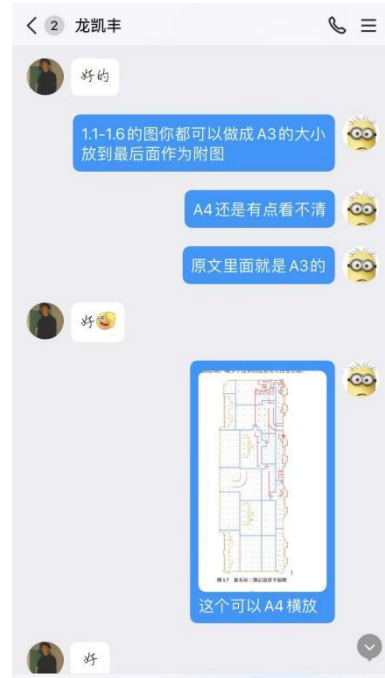 2 龙凯丰
好的
1.1-1.6的图你都可以做成A3的大小
放到最后面作为附图
A4还是有点看不清
原文里面就是A3的
好
这个可以A4横放
好